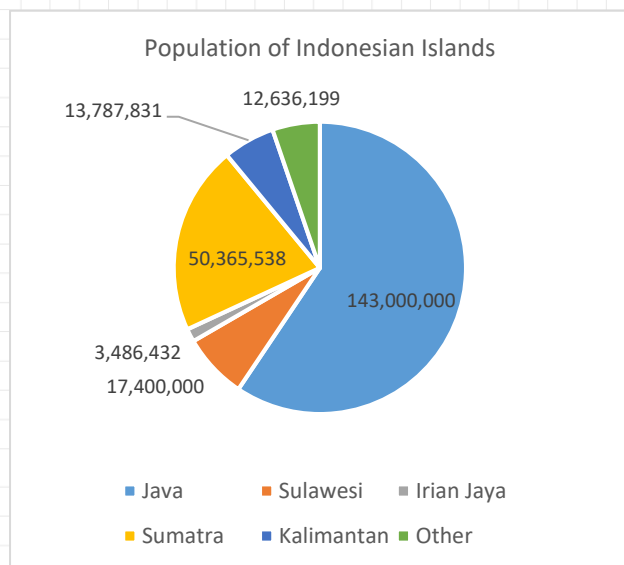 Population of Indonesian Islands
13,787,831
12,636,199
50,365,538
143,000,000
3,486,432
17,400,000
Java Sulawesi Irian Jaya
Sumatra Kalimantan Other